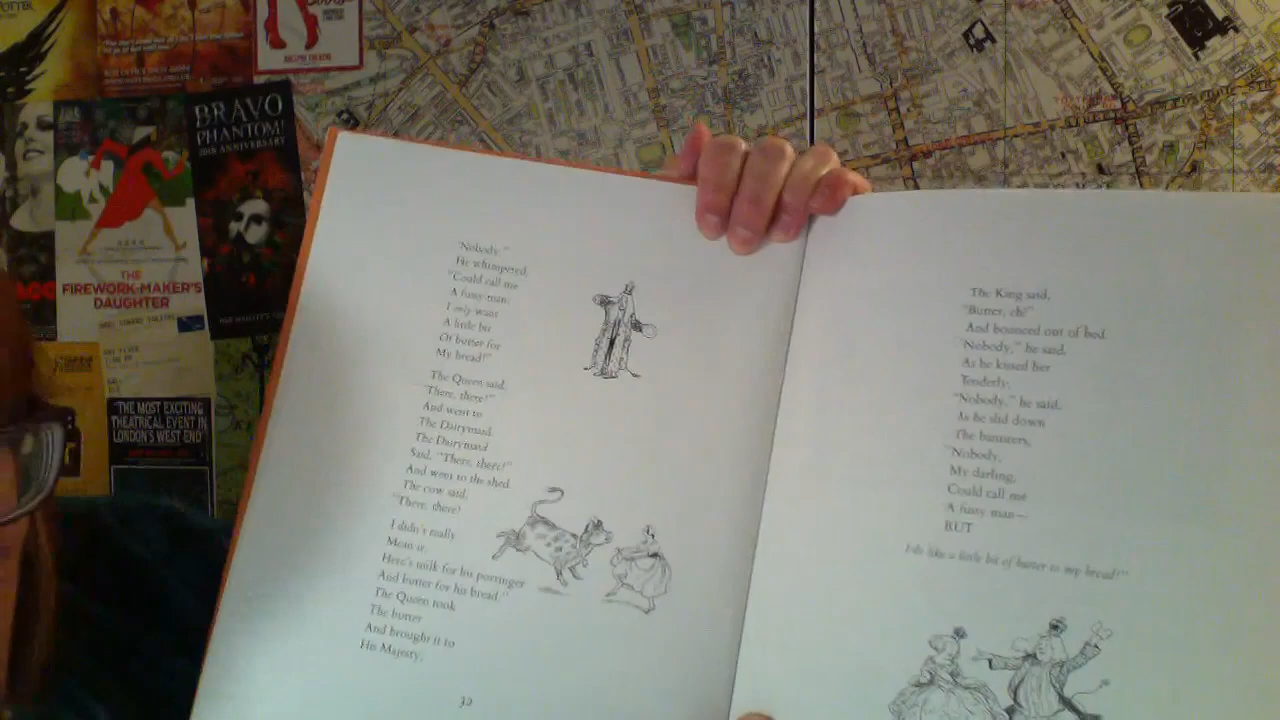 BRAVO
PHANTOM!
THE
FIREWORK-MAKER'S
DAUGHTER
"THE MOST EXCITING
THEATRICAL EVENT IN
LONDON'S WEST END"
"Nobody,"
He whimpered,
"Could call me
A fussy man;
I only want
A little bit
Of butter for
My bread!"
The Queen said,
"There, there!"
And went to
The Dairymaid.
The Dairymaid
Said, "There, there!"
And went to the shed.
The cow said,
"There, there!
I didn't really
Mean it;
Here's milk for his porringer
And butter for his bread."
The Queen took
The butter
And brought it to
His Majesty;
32
The King said,
"Butter, eh?"
And bounced out of bed.
"Nobody," he said,
As he kissed her
Tenderly,
"Nobody," he said,
As he slid down
The banisters,
"Nobody,
My darling,
Could call me
A fussy man—
BUT
I do like a little bit of butter to my bread!"